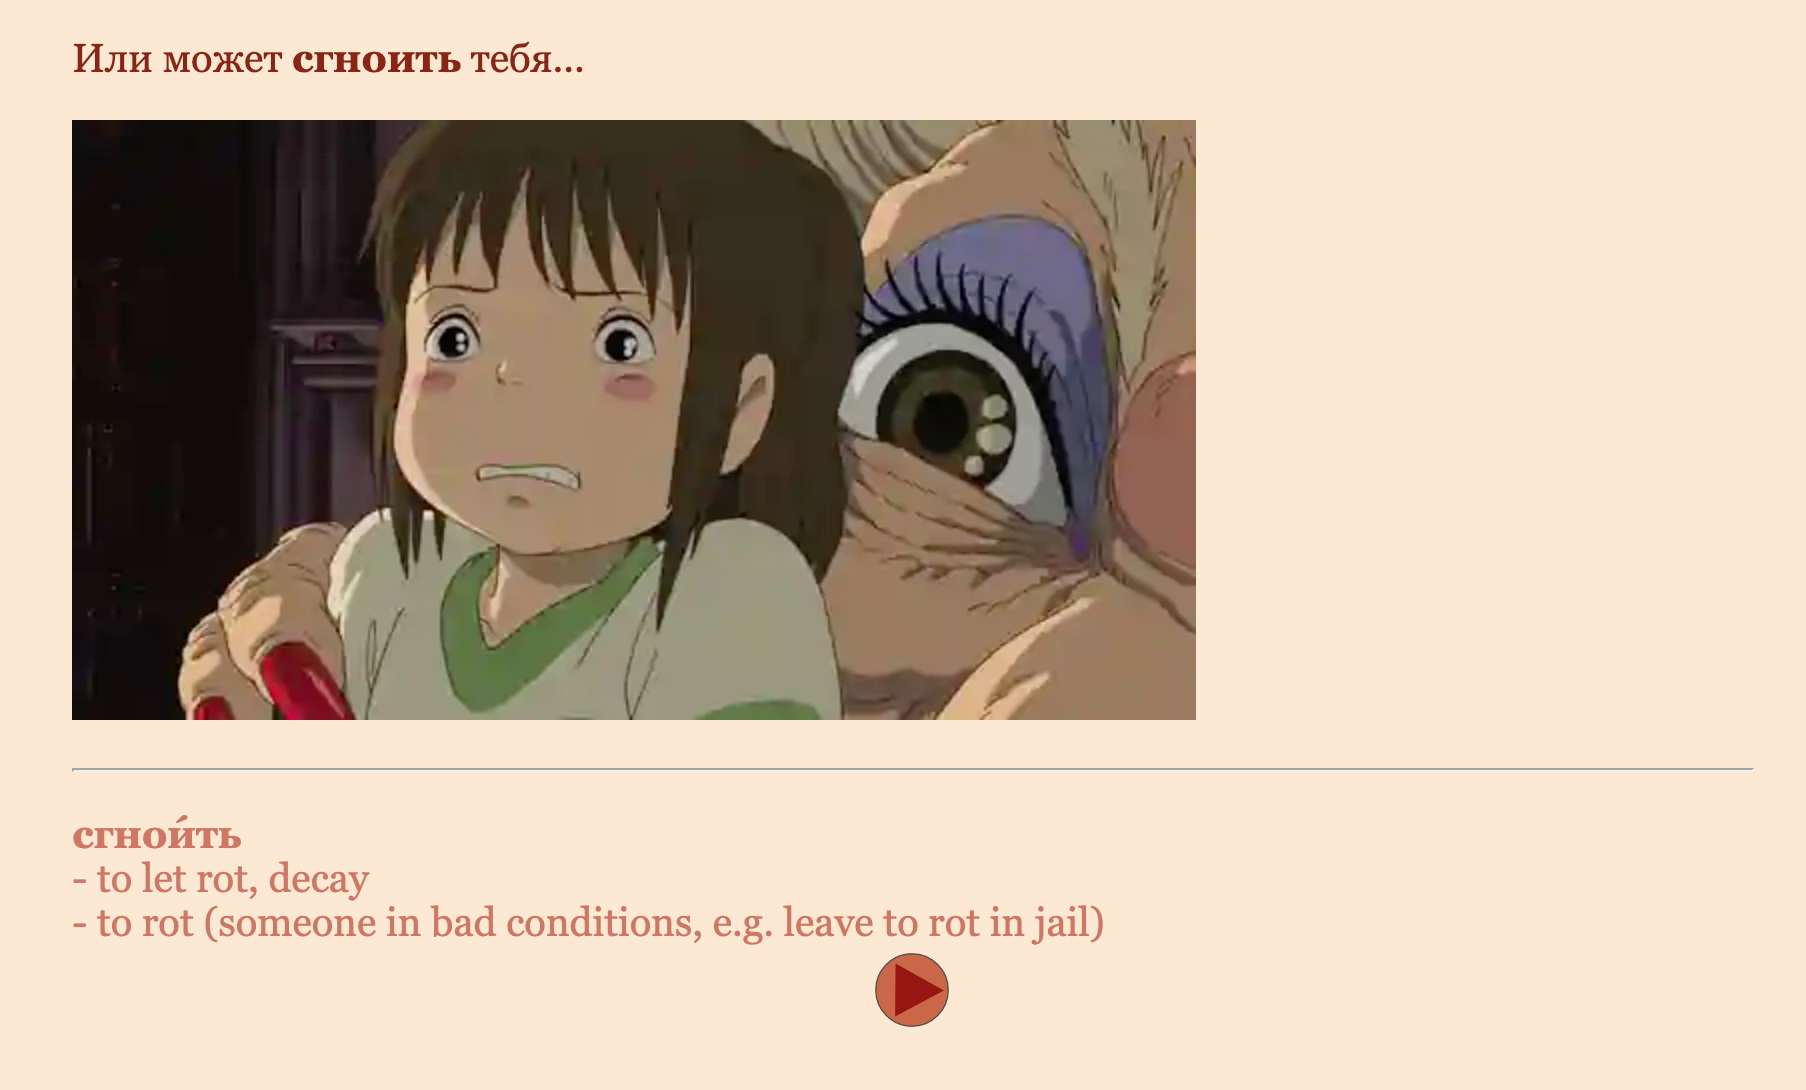 Или может сгноить тебя...
сгнои́ть
- to let rot, decay
- to rot (someone in bad conditions, e.g. leave to rot in jail)